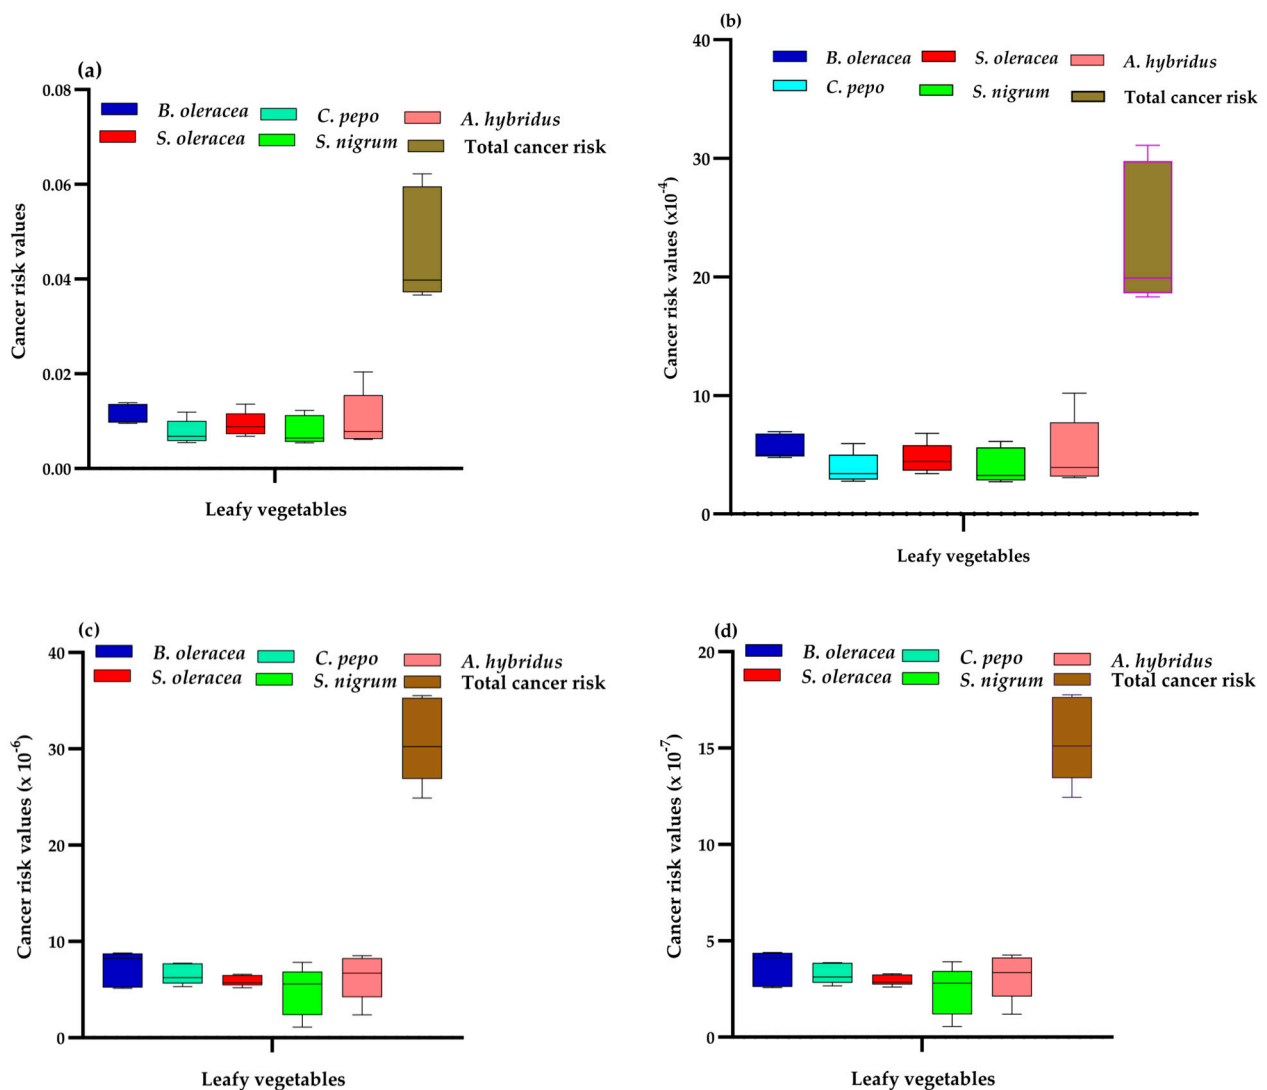 (a)
B. oleracea
C. pepo
A. hybridus
S. oleracea
S. nigrum
Total cancer risk
0.08
0.06
0.04
0.02
0.00
Cancer risk values
Leafy vegetables
(b)
B. oleracea
S. oleracea
A. hybridus
C. pepo
S. nigrum
Total cancer risk
40
30
20
10
0
Cancer risk values (x10⁻⁴)
Leafy vegetables
(c)
B. oleracea
C. pepo
A. hybridus
S. oleracea
S. nigrum
Total cancer risk
40
30
20
10
0
Cancer risk values (x 10⁻⁶)
Leafy vegetables
(d)
B. oleracea
C. pepo
A. hybridus
S. oleracea
S. nigrum
Total cancer risk
20
15
10
5
0
Cancer risk values (x 10⁻⁷)
Leafy vegetables